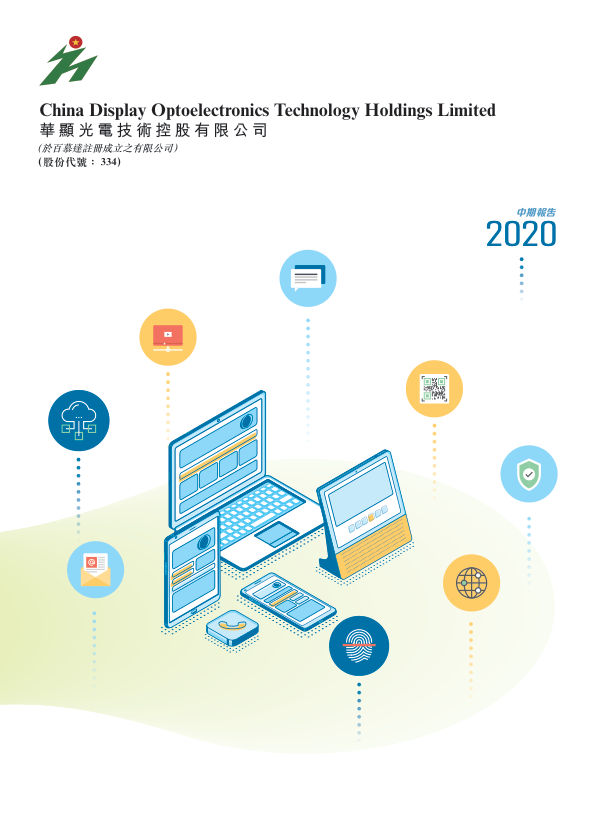 China Display Optoelectronics Technology Holdings Limited
華顯光電技術控股有限公司
(於百慕達註冊成立之有限公司)
(股份代號：334)
中期報告
2020